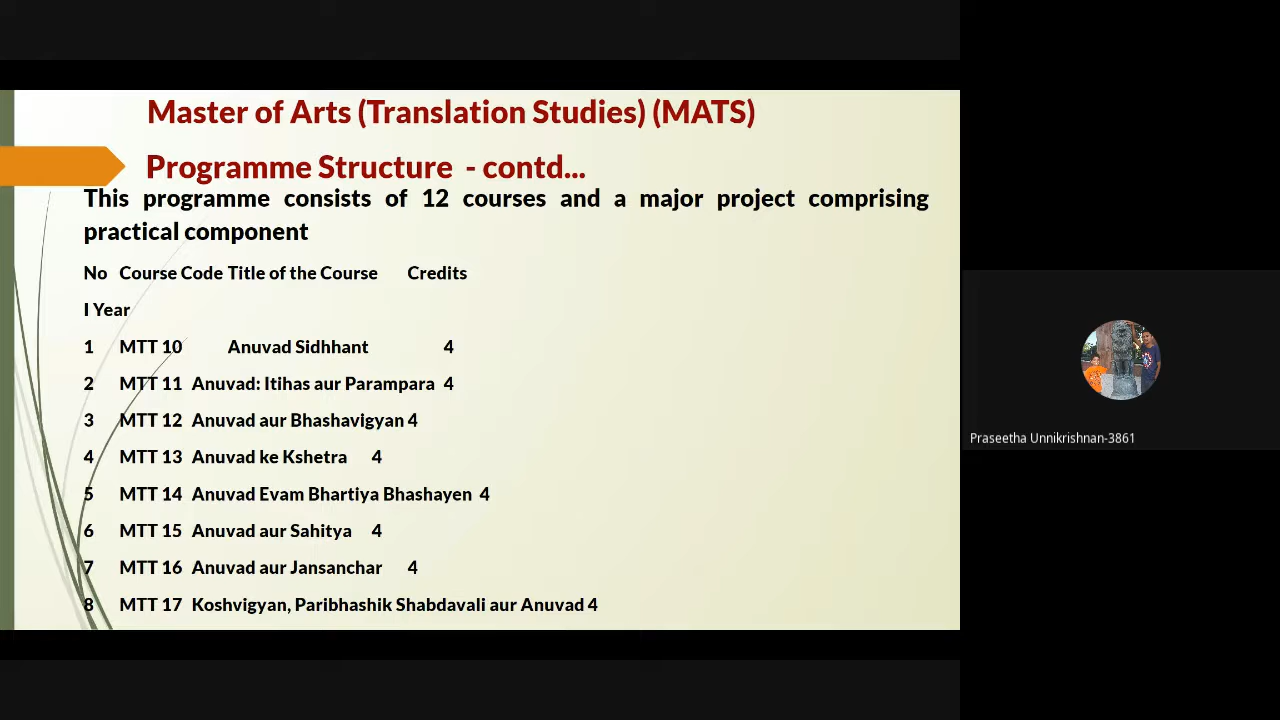 Master of Arts (Translation Studies) (MATS)
Programme Structure - contd...
This programme consists of 12 courses and a major project comprising
practical component
No Course Code Title of the Course Credits
I Year
1 MTT 10 Anuvad Sidhhant 4
2 MTT 11 Anuvad: Itihas aur Parampara 4
3 MTT 12 Anuvad aur Bhashavigyan 4
4 MTT 13 Anuvad ke Kshetra 4
5 MTT 14 Anuvad Evam Bhartiya Bhashayen 4
6 MTT 15 Anuvad aur Sahitya 4
7 MTT 16 Anuvad aur Jansanchar 4
8 MTT 17 Koshvigyan, Paribhashik Shabdavali aur Anuvad 4
Praseetha Unnikrishnan-3861